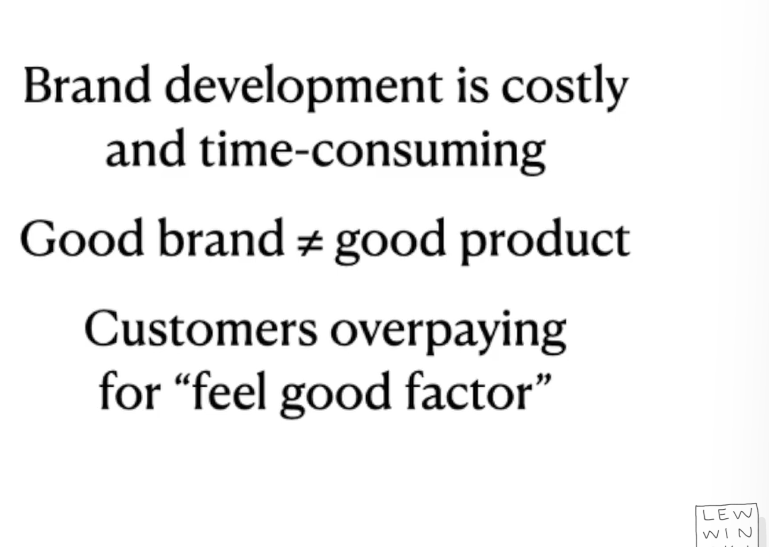 Brand development is costly
and time-consuming
Good brand ≠ good product
Customers overpaying
for “feel good factor”
LEW
WIN